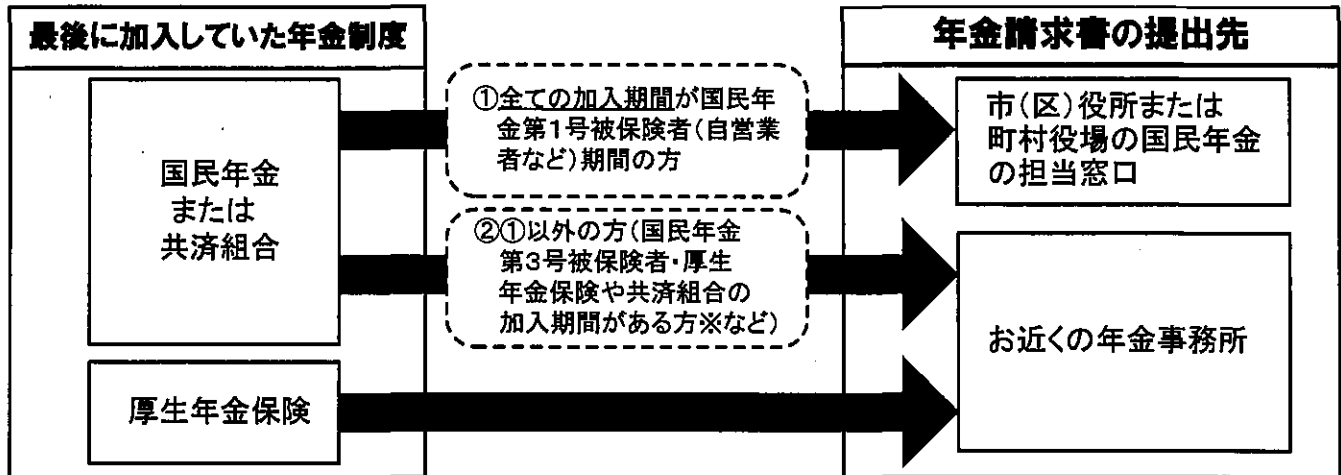 最後に加入していた年金制度
年金請求書の提出先
国民年金
または
共済組合
①全ての加入期間が国民年
金第1号被保険者(自営業
者など)期間の方
市(区)役所または
町村役場の国民年金
の担当窓口
②①以外の方(国民年金
第3号被保険者・厚生
年金保険や共済組合の
加入期間がある方※など)
お近くの年金事務所
厚生年金保険